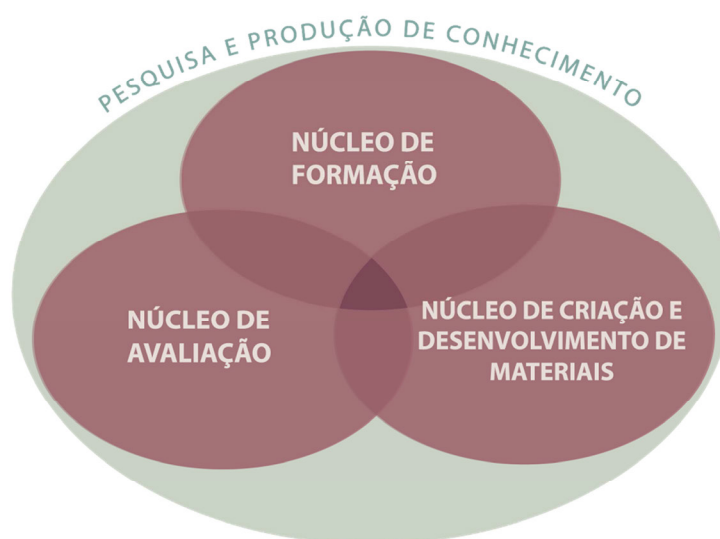 PESQUISA E PRODUÇÃO DE CONHECIMENTO
NÚCLEO DE
FORMAÇÃO
NÚCLEO DE
AVALIAÇÃO
NÚCLEO DE CRIAÇÃO E
DESENVOLVIMENTO DE
MATERIAIS